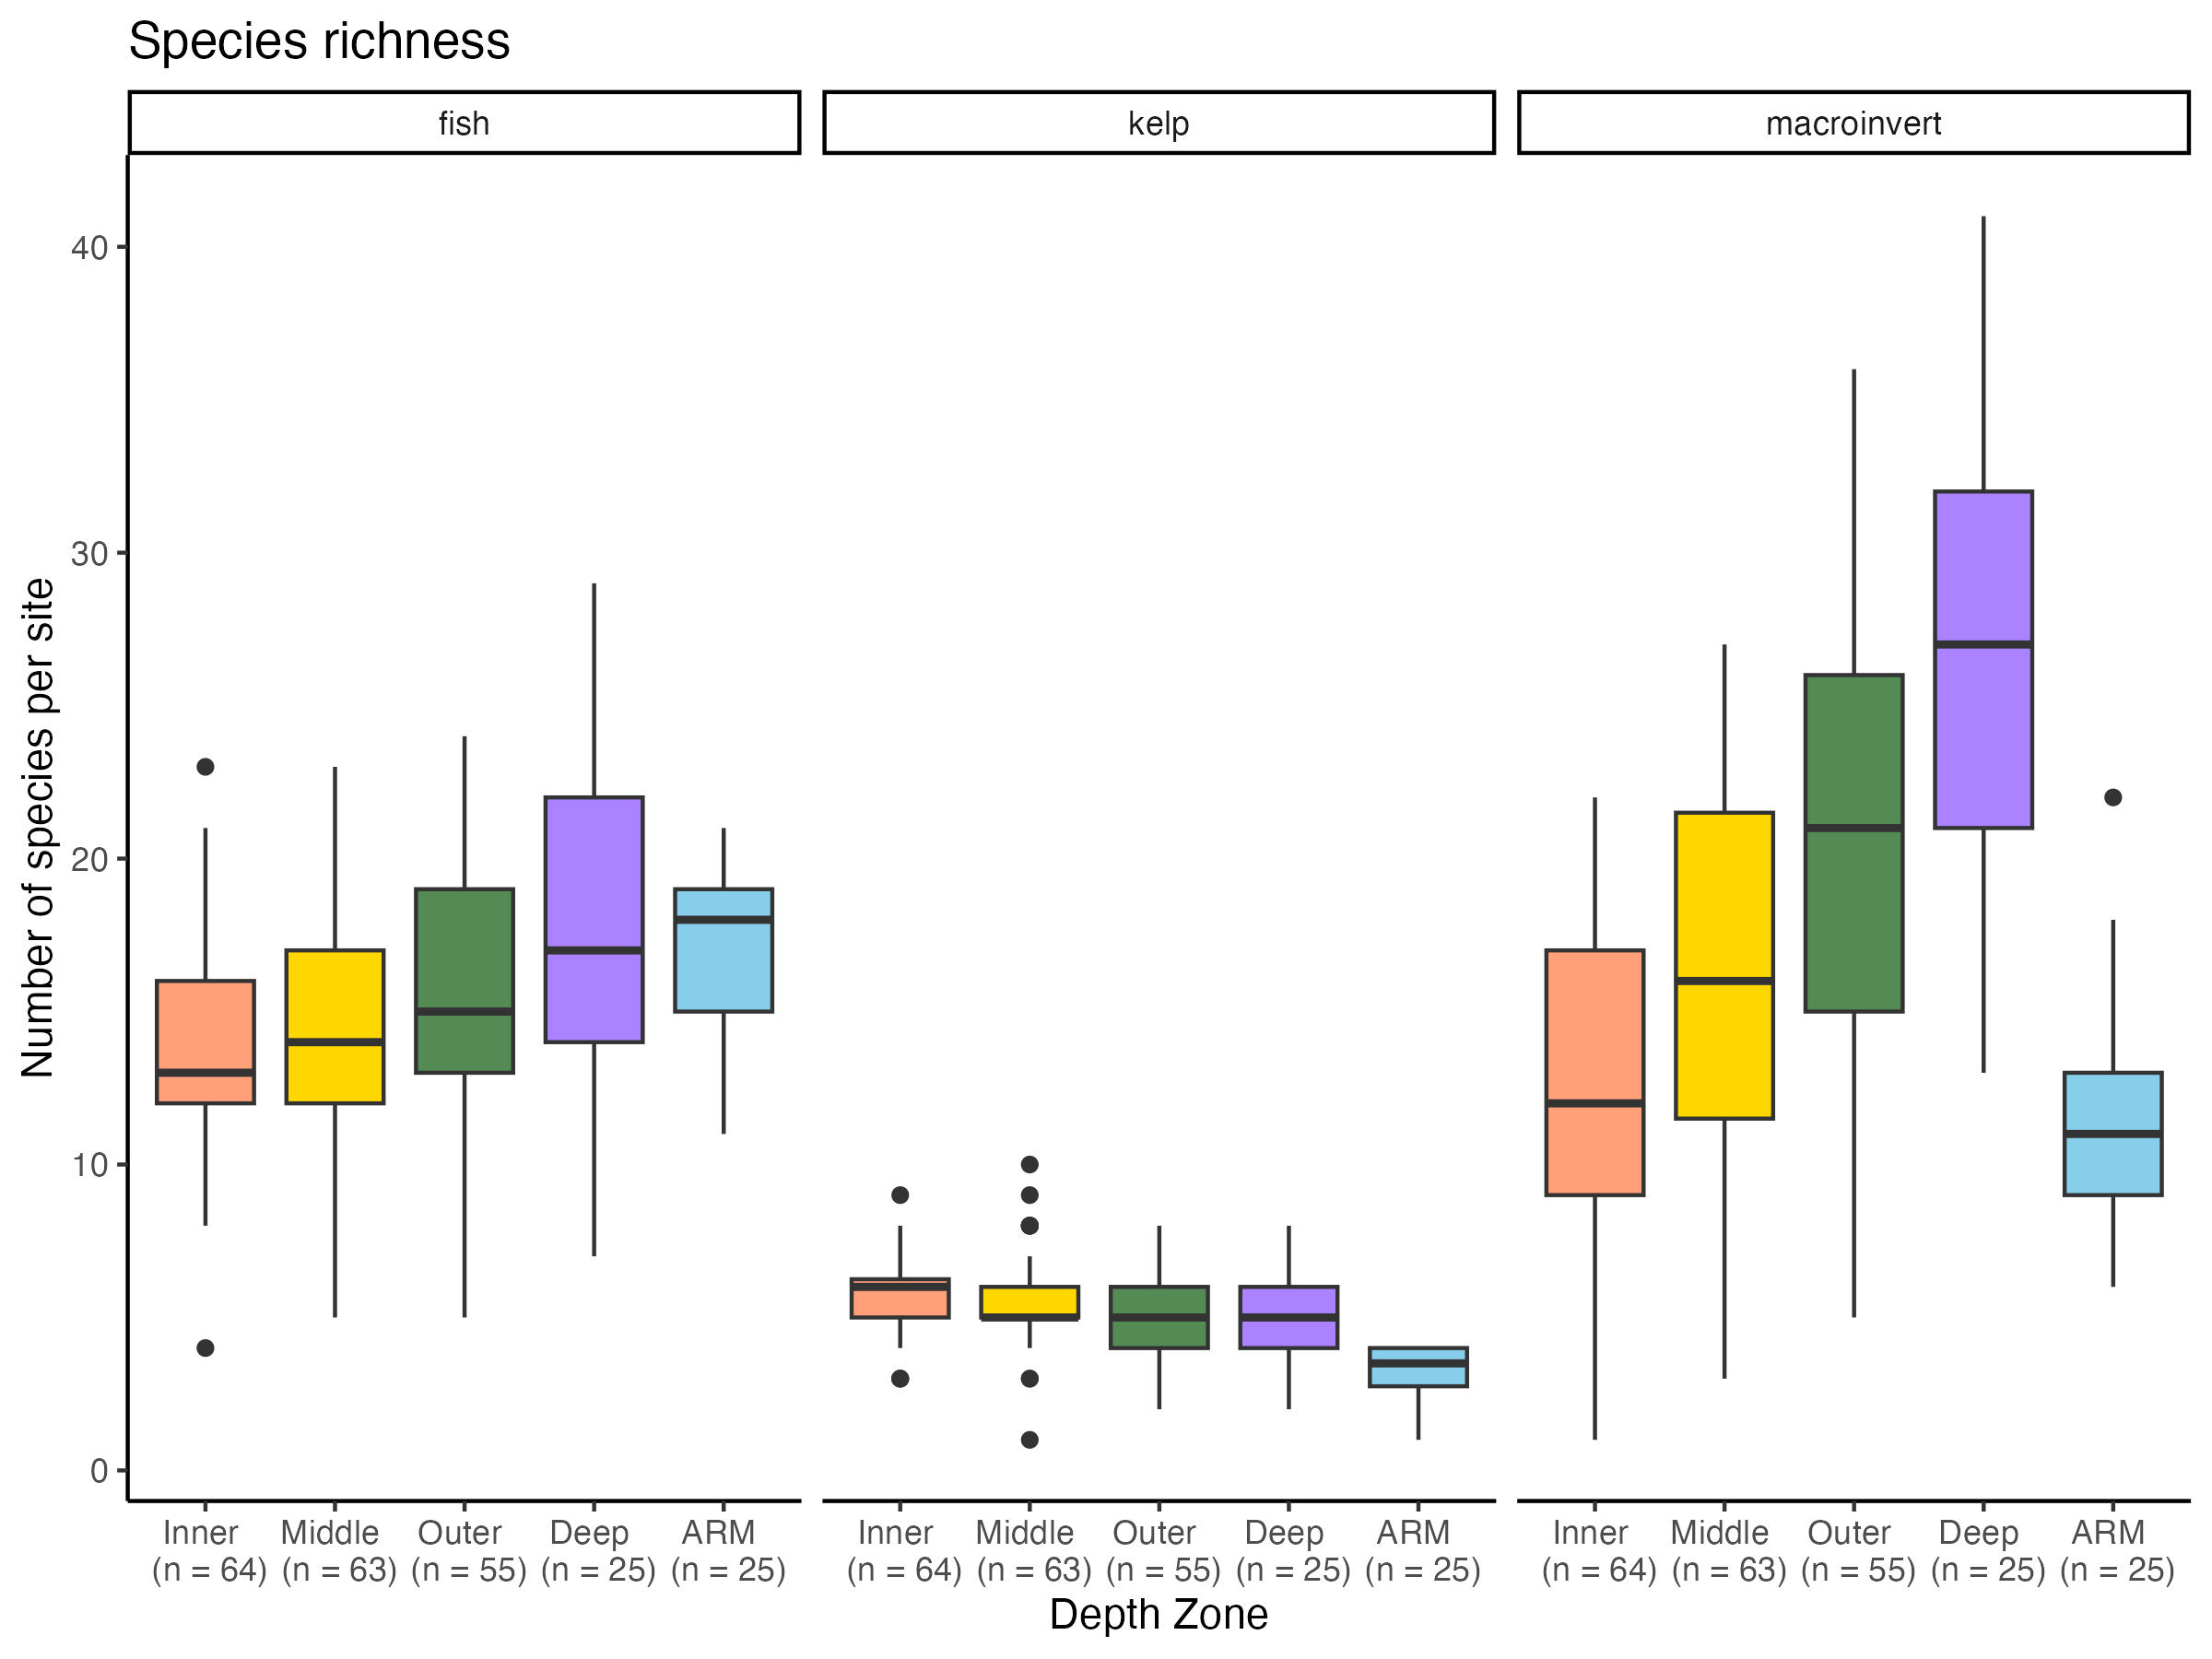 Species richness
fish
kelp
macroinvert
Number of species per site
40
30
20
10
0
Inner Middle Outer Deep ARM
(n = 64) (n = 63) (n = 55) (n = 25) (n = 25)
Inner Middle Outer Deep ARM
(n = 64) (n = 63) (n = 55) (n = 25) (n = 25)
Inner Middle Outer Deep ARM
(n = 64) (n = 63) (n = 55) (n = 25) (n = 25)
Depth Zone